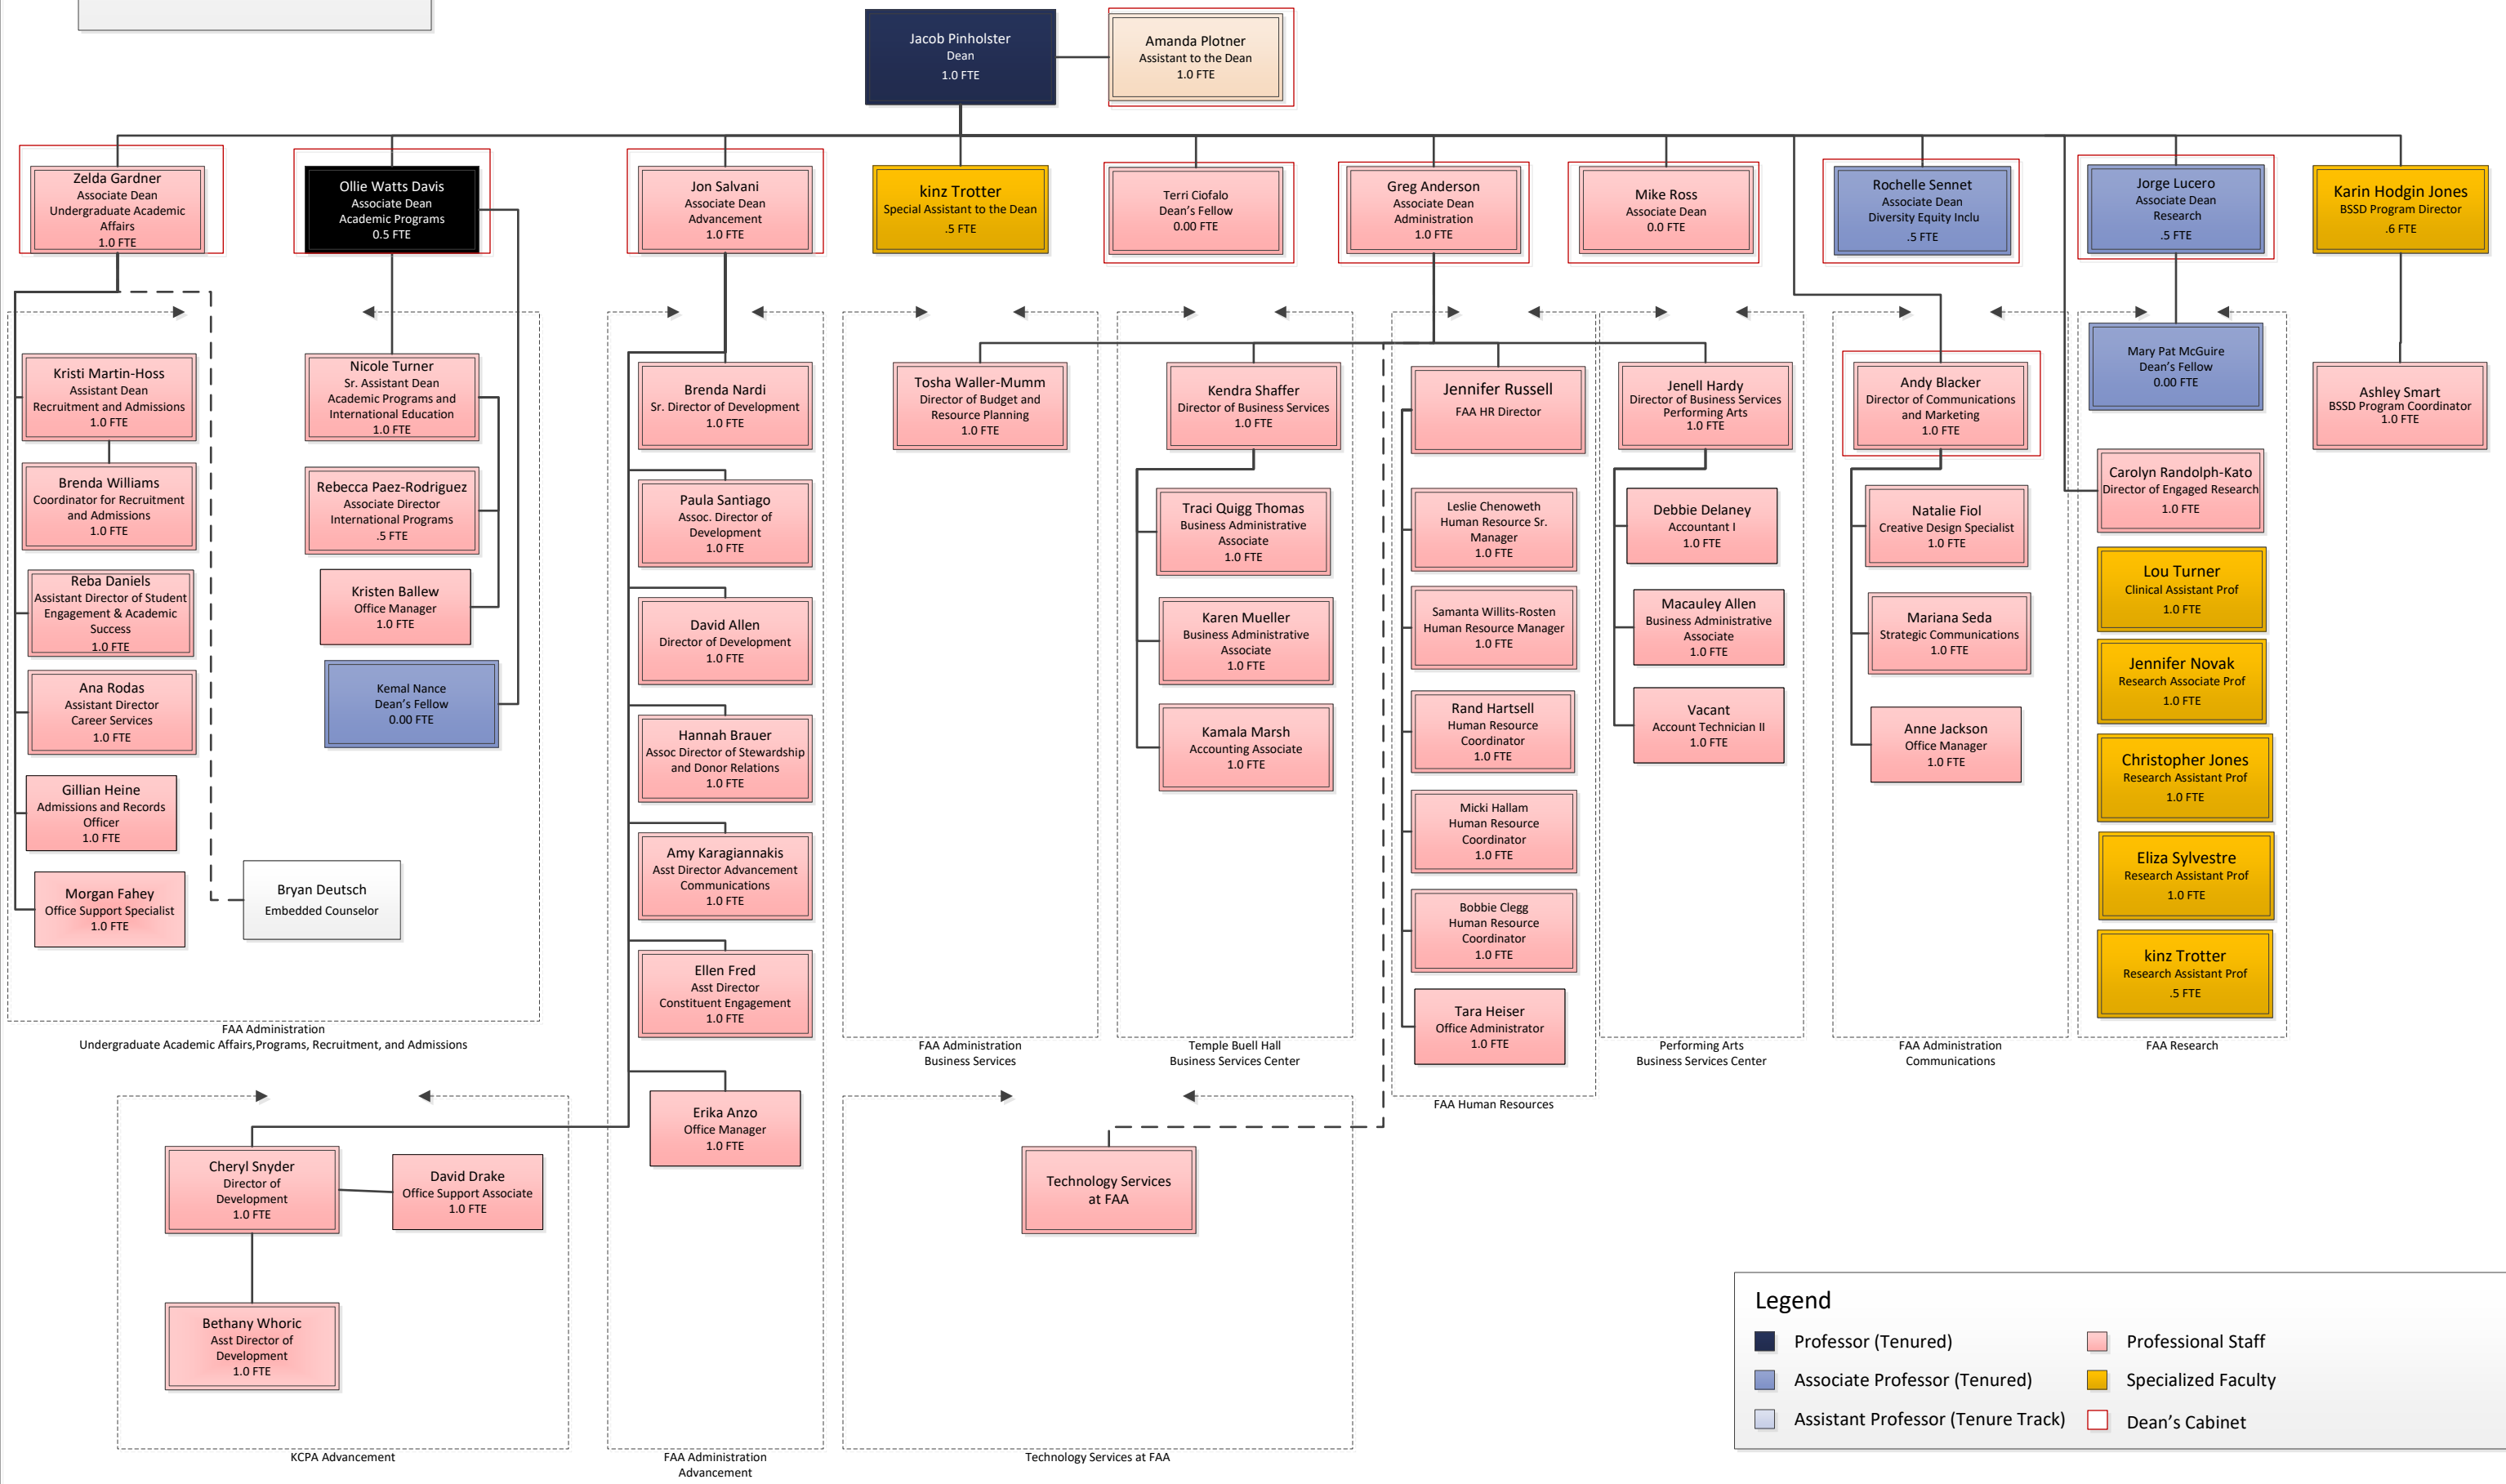 Jacob Pinholster
Dean
1.0 FTE
Amanda Plotner
Assistant to the Dean
1.0 FTE
Zelda Gardner
Associate Dean
Undergraduate Academic
Affairs
1.0 FTE
Ollie Watts Davis
Associate Dean
Academic Programs
0.5 FTE
Jon Salvani
Associate Dean
Advancement
1.0 FTE
kinz Trotter
Special Assistant to the Dean
.5 FTE
Terri Ciofalo
Dean's Fellow
0.00 FTE
Greg Anderson
Associate Dean
Administration
1.0 FTE
Mike Ross
Associate Dean
0.0 FTE
Rochelle Sennet
Associate Dean
Diversity Equity Inclu
.5 FTE
Jorge Lucero
Associate Dean
Research
.5 FTE
Karin Hodgin Jones
BSSD Program Director
.6 FTE
Kristi Martin-Hoss
Assistant Dean
Recruitment and Admissions
1.0 FTE
Brenda Williams
Coordinator for Recruitment
and Admissions
1.0 FTE
Reba Daniels
Assistant Director of Student
Engagement & Academic
Success
1.0 FTE
Ana Rodas
Assistant Director
Career Services
1.0 FTE
Gillian Heine
Admissions and Records
Officer
1.0 FTE
Morgan Fahey
Office Support Specialist
1.0 FTE
Bryan Deutsch
Embedded Counselor
Nicole Turner
Sr. Assistant Dean
Academic Programs and
International Education
1.0 FTE
Rebecca Paez-Rodriguez
Associate Director
International Programs
.5 FTE
Kristen Ballew
Office Manager
1.0 FTE
Kemal Nance
Dean's Fellow
0.00 FTE
FAA Administration
Undergraduate Academic Affairs,Programs, Recruitment, and Admissions
Brenda Nardi
Sr. Director of Development
1.0 FTE
Paula Santiago
Assoc. Director of
Development
1.0 FTE
David Allen
Director of Development
1.0 FTE
Hannah Brauer
Assoc Director of Stewardship
and Donor Relations
1.0 FTE
Amy Karagiannakis
Asst Director Advancement
Communications
1.0 FTE
Ellen Fred
Asst Director
Constituent Engagement
1.0 FTE
Erika Anzo
Office Manager
1.0 FTE
FAA Administration
Advancement
Cheryl Snyder
Director of
Development
1.0 FTE
David Drake
Office Support Associate
1.0 FTE
Bethany Whoric
Asst Director of
Development
1.0 FTE
KCPA Advancement
Tosha Waller-Mumm
Director of Budget and
Resource Planning
1.0 FTE
FAA Administration
Business Services
Kendra Shaffer
Director of Business Services
1.0 FTE
Traci Quigg Thomas
Business Administrative
Associate
1.0 FTE
Karen Mueller
Business Administrative
Associate
1.0 FTE
Kamala Marsh
Accounting Associate
1.0 FTE
Temple Buell Hall
Business Services Center
Technology Services
at FAA
Technology Services at FAA
Jennifer Russell
FAA HR Director
Leslie Chenoweth
Human Resource Sr.
Manager
1.0 FTE
Samanta Willits-Rosten
Human Resource Manager
1.0 FTE
Rand Hartsell
Human Resource
Coordinator
1.0 FTE
Micki Hallam
Human Resource
Coordinator
1.0 FTE
Bobbie Clegg
Human Resource
Coordinator
1.0 FTE
Tara Heiser
Office Administrator
1.0 FTE
FAA Human Resources
Jenell Hardy
Director of Business Services
Performing Arts
1.0 FTE
Debbie Delaney
Accountant I
1.0 FTE
Macauley Allen
Business Administrative
Associate
1.0 FTE
Vacant
Account Technician II
1.0 FTE
Performing Arts
Business Services Center
Andy Blacker
Director of Communications
and Marketing
1.0 FTE
Natalie Fiol
Creative Design Specialist
1.0 FTE
Mariana Seda
Strategic Communications
1.0 FTE
Anne Jackson
Office Manager
1.0 FTE
FAA Administration
Communications
Mary Pat McGuire
Dean's Fellow
0.00 FTE
Carolyn Randolph-Kato
Director of Engaged Research
1.0 FTE
Lou Turner
Clinical Assistant Prof
1.0 FTE
Jennifer Novak
Research Associate Prof
1.0 FTE
Christopher Jones
Research Assistant Prof
1.0 FTE
Eliza Sylvestre
Research Assistant Prof
1.0 FTE
kinz Trotter
Research Assistant Prof
.5 FTE
FAA Research
Ashley Smart
BSSD Program Coordinator
1.0 FTE
Legend
Professor (Tenured)
Associate Professor (Tenured)
Assistant Professor (Tenure Track)
Professional Staff
Specialized Faculty
Dean's Cabinet